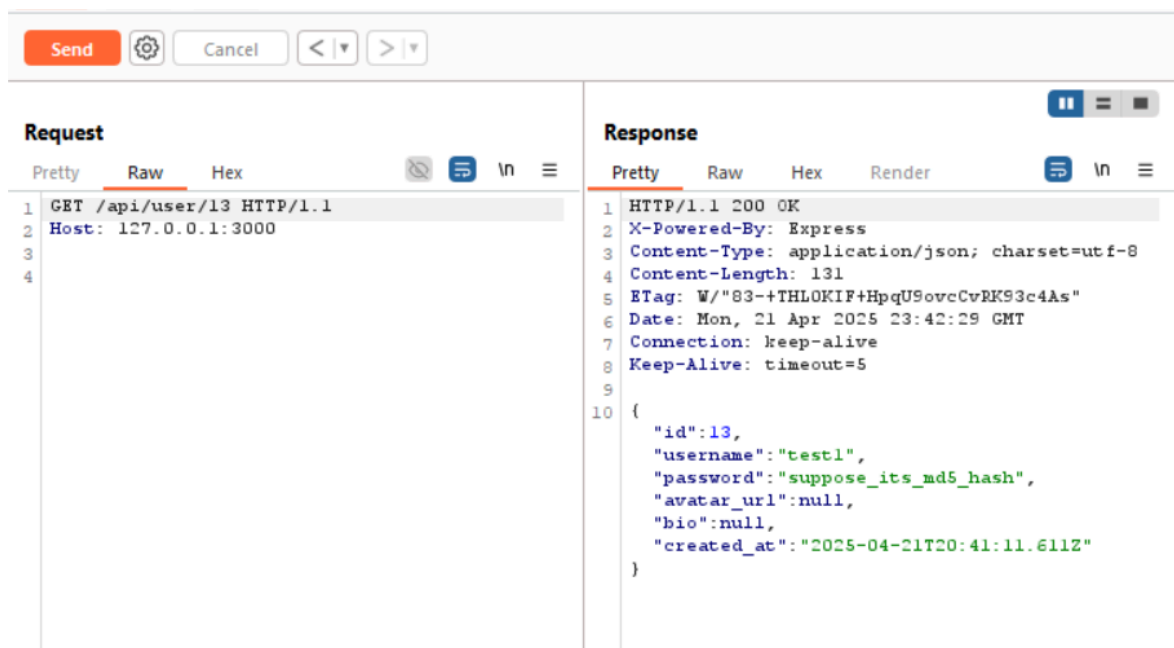 Send
Cancel
< | ▼
> | ▼
Request
Pretty Raw Hex
\n
1 GET /api/user/13 HTTP/1.1
2 Host: 127.0.0.1:3000
3
4
Response
Pretty Raw Hex Render
\n
1 HTTP/1.1 200 OK
2 X-Powered-By: Express
3 Content-Type: application/json; charset=utf-8
4 Content-Length: 131
5 ETag: W/"83-+THLOKIF+HpqU9ovcCvRK93c4As"
6 Date: Mon, 21 Apr 2025 23:42:29 GMT
7 Connection: keep-alive
8 Keep-Alive: timeout=5
9
10 {
"id":13,
"username":"test1",
"password":"suppose_its_md5_hash",
"avatar_url":null,
"bio":null,
"created_at":"2025-04-21T20:41:11.611Z"
}